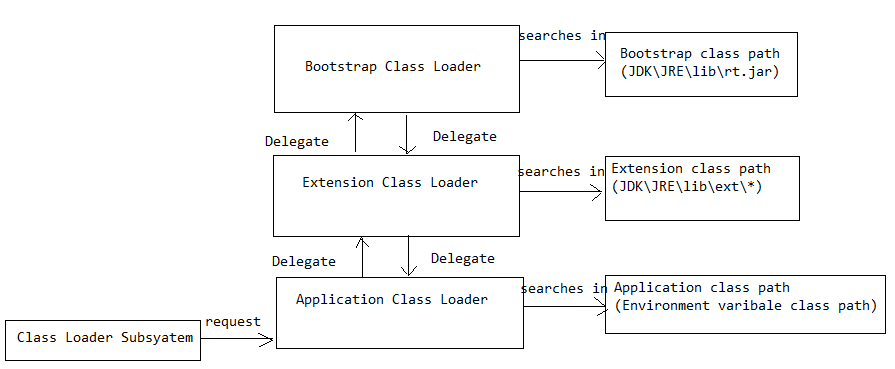 searches in
Bootstrap Class Loader
Bootstrap class path
(JDK\JRE\lib\rt.jar)
Delegate
Delegate
Extension Class Loader
searches in
Extension class path
(JDK\JRE\lib\ext\*)
Delegate
Delegate
Application Class Loader
searches in
Application class path
(Environment varibale class path)
request
Class Loader Subsyatem